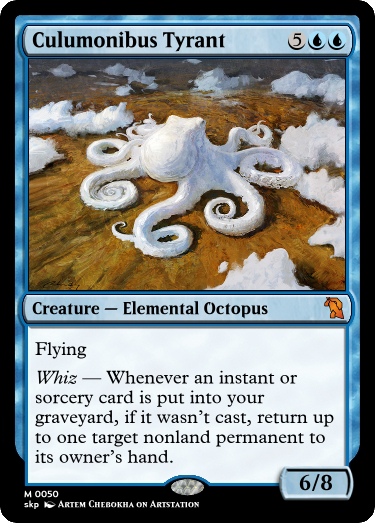 Culumonibus Tyrant 5
Creature — Elemental Octopus
Flying
Whiz — Whenever an instant or
sorcery card is put into your
graveyard, if it wasn't cast, return up
to one target nonland permanent to
its owner's hand.
6/8
M 0050
skp Artem Chebokha on Artstation